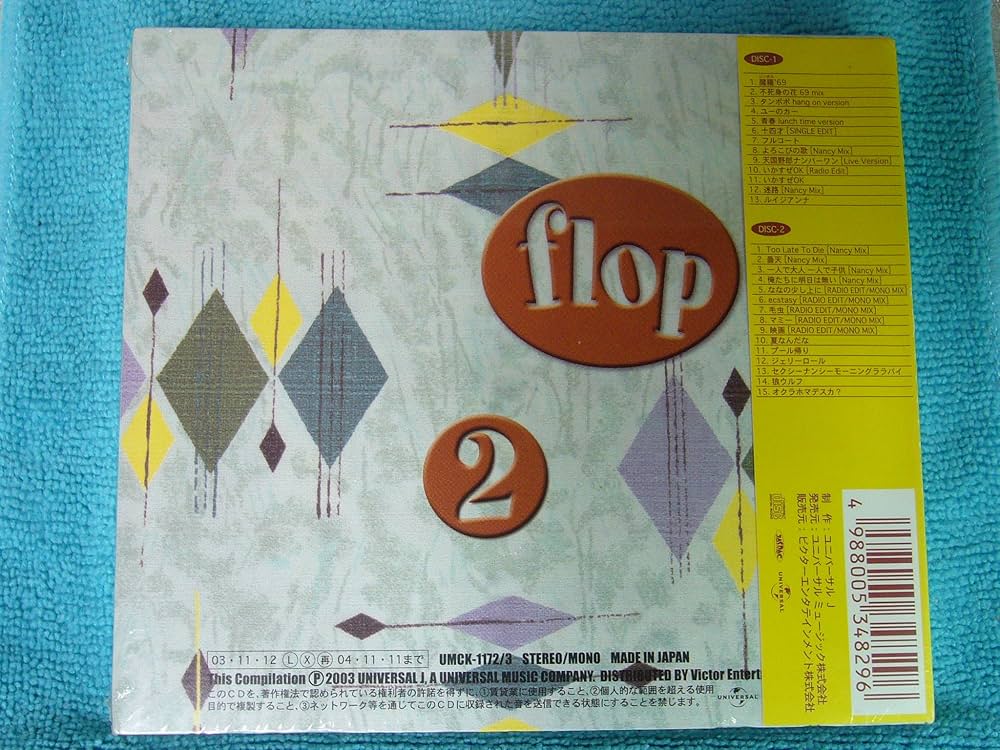 flop
2
DISC-1
1. 魔羅'69
2. 不死身の花 69 mix
3. タンポポ hang on version
4. ユーのカー
5. 青春 lunch time version
6. 十四才 [SINGLE EDIT]
7. フルコート
8. よろこびの歌 [Nancy Mix]
9. 天国野郎ナンバーワン [Live Version]
10. いかすぜOK [Radio Edit]
11. いかすぜOK
12. 迷路 [Nancy Mix]
13. ルイジアンナ
DISC-2
1. Too Late To Die [Nancy Mix]
2. 曇天 [Nancy Mix]
3. 一人で大人 一人で子供 [Nancy Mix]
4. 俺たちに明日は無い [Nancy Mix]
5. ななの少し上に [RADIO EDIT/MONO MIX]
6. ecstasy [RADIO EDIT/MONO MIX]
7. 毛虫 [RADIO EDIT/MONO MIX]
8. マミー [RADIO EDIT/MONO MIX]
9. 映画 [RADIO EDIT/MONO MIX]
10. 夏なんだな
11. プール帰り
12. ジェリーロール
13. セクシーナンシーモーニングララバイ
14. 狼ウルフ
15. オクラホマデスカ?
制作:ユニバーサル J
発売元:ユニバーサル ミュージック株式会社
販売元:ビクターエンタテインメント株式会社
4 988005 348296
UNIVERSAL
03・11・12 Ⓛ Ⓧ 再 04・11・11まで UMCK-1172/3 STEREO/MONO MADE IN JAPAN
This Compilation Ⓟ 2003 UNIVERSAL J, A UNIVERSAL MUSIC COMPANY. DISTRIBUTED BY Victor Entert
このCDを、著作権法で認められている権利者の許諾を得ずに、①賃貸業に使用すること、②個人的な範囲を超える使用
目的で複製すること、③ネットワーク等を通じてこのCDに収録された音を送信できる状態にすることを禁じます。
UNIVERSAL